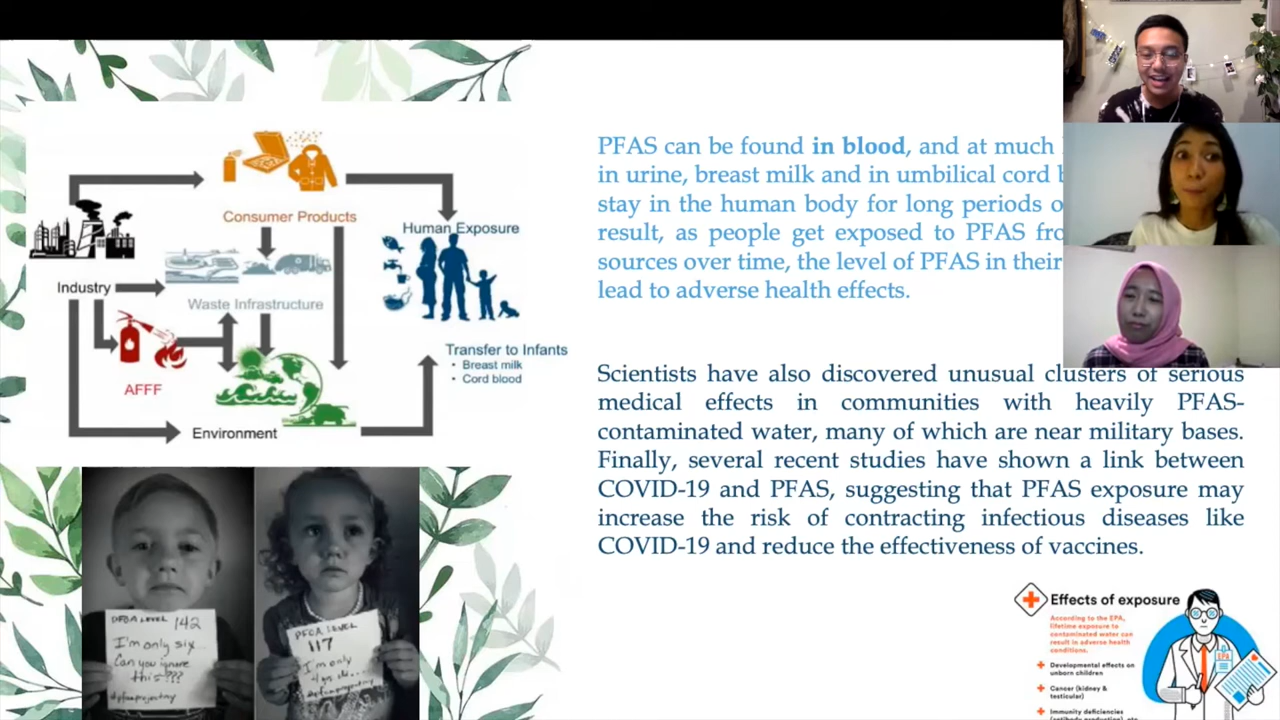 Consumer Products
Human Exposure
Industry
Waste Infrastructure
AFFF
Transfer to Infants
• Breast milk
• Cord blood
Environment
PFOA LEVEL 142
I'm only six...
Can you ignore
this???
PFOA LEVEL
117
I'm only
PFAS can be found in blood, and at much
in urine, breast milk and in umbilical cord
stay in the human body for long periods
result, as people get exposed to PFAS
sources over time, the level of PFAS in their
lead to adverse health effects.
Scientists have also discovered unusual clusters of serious
medical effects in communities with heavily PFAS-
contaminated water, many of which are near military bases.
Finally, several recent studies have shown a link between
COVID-19 and PFAS, suggesting that PFAS exposure may
increase the risk of contracting infectious diseases like
COVID-19 and reduce the effectiveness of vaccines.
Effects of exposure
According to the EPA,
lifetime exposure to
contaminated water can
result in adverse health
conditions.
Developmental effects on
unborn children
Cancer (kidney &
testicular)
Immunity deficiencies
EPA